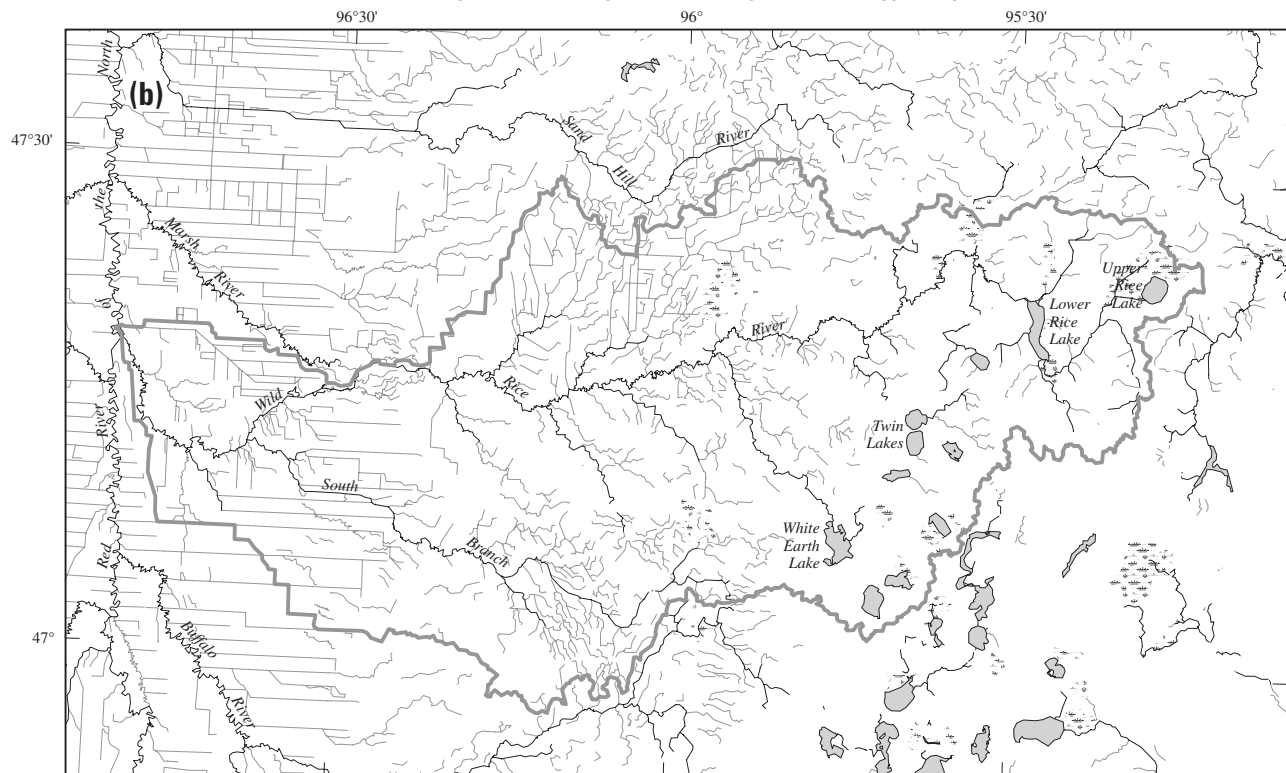 96°30'
96°
95°30'
(b)
47°30'
47°
North
the
of
River
Red
Sand
Hill
River
Marsh
River
Wild
Rice
River
Upper
Rice
Lake
Lower
Rice
Lake
Twin
Lakes
South
Branch
White
Earth
Lake
Buffalo
River